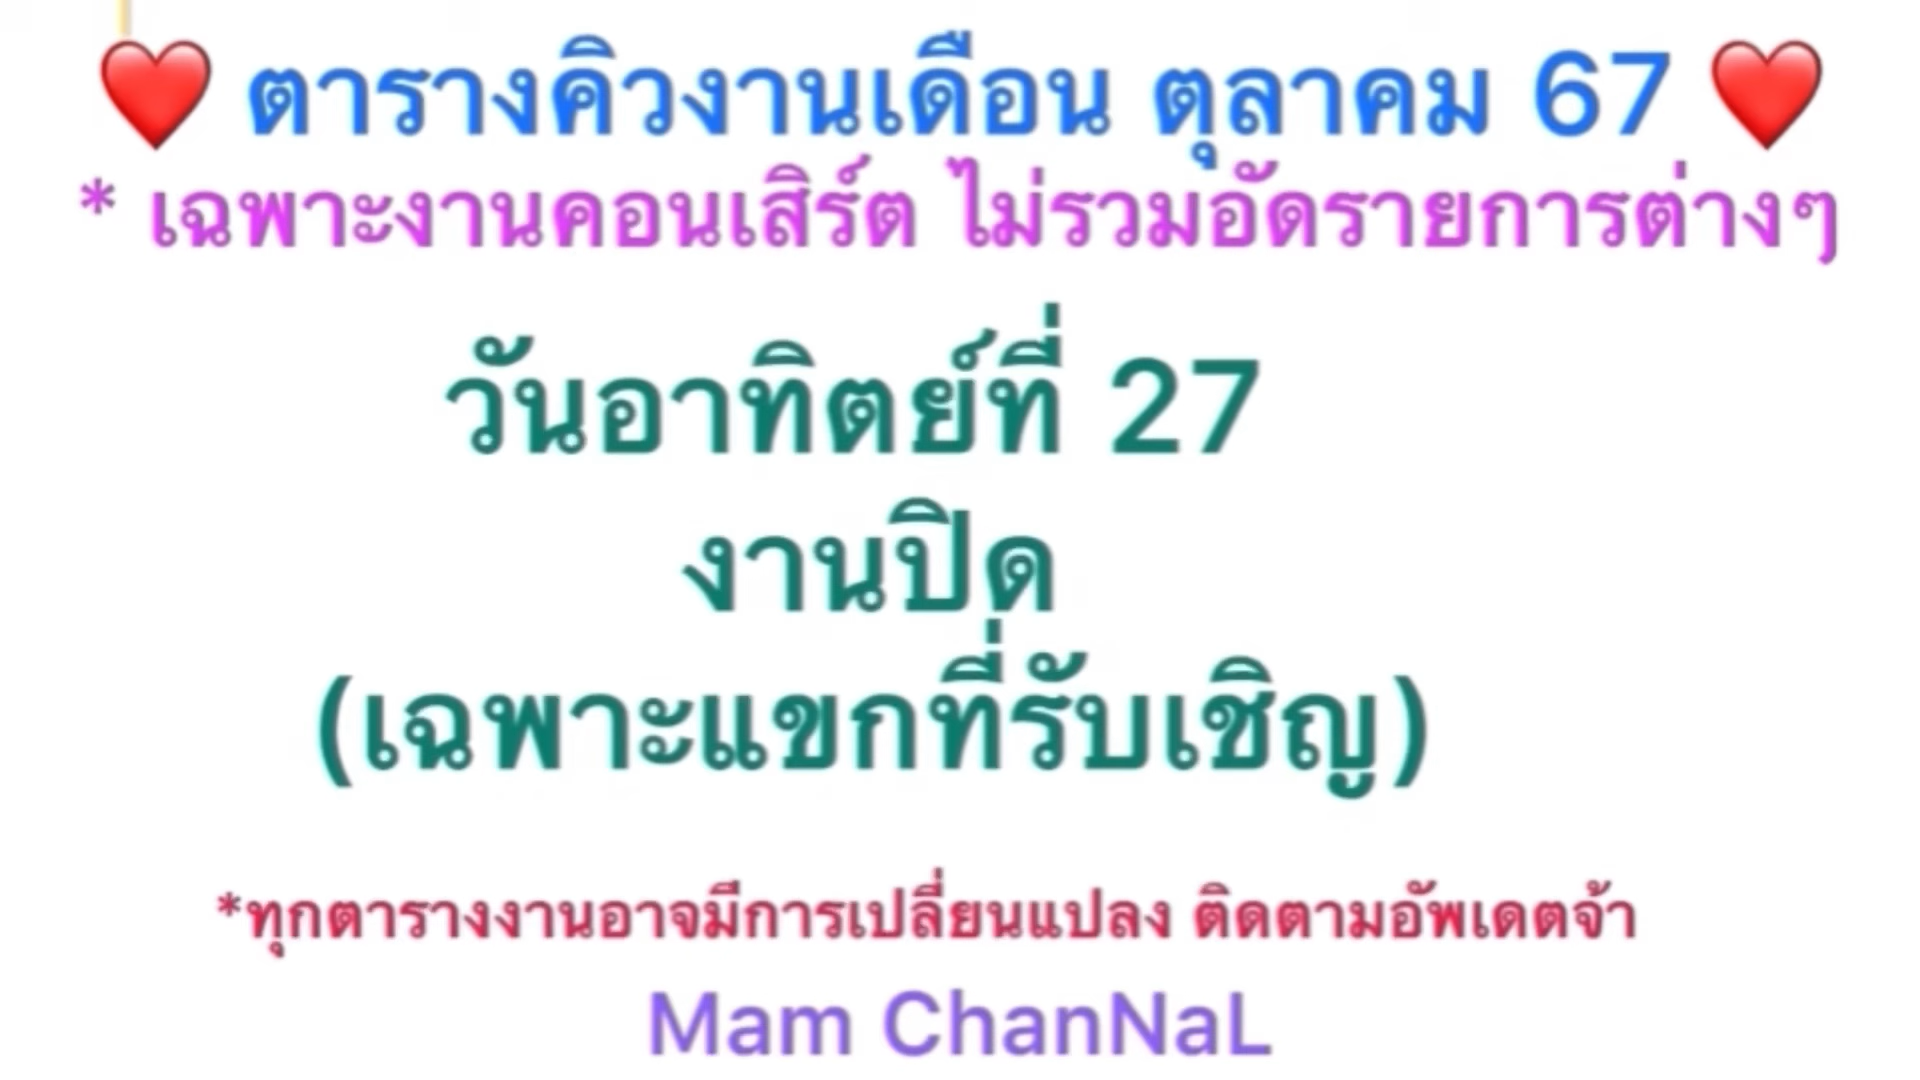 ❤️ ตารางคิวงานเดือน ตุลาคม 67 ❤️
* เฉพาะงานคอนเสิร์ต ไม่รวมอัดรายการต่างๆ
วันอาทิตย์ที่ 27
งานปิด
(เฉพาะแขกที่รับเชิญ)
*ทุกตารางงานอาจมีการเปลี่ยนแปลง ติดตามอัพเดตจ้า
Mam ChanNaL